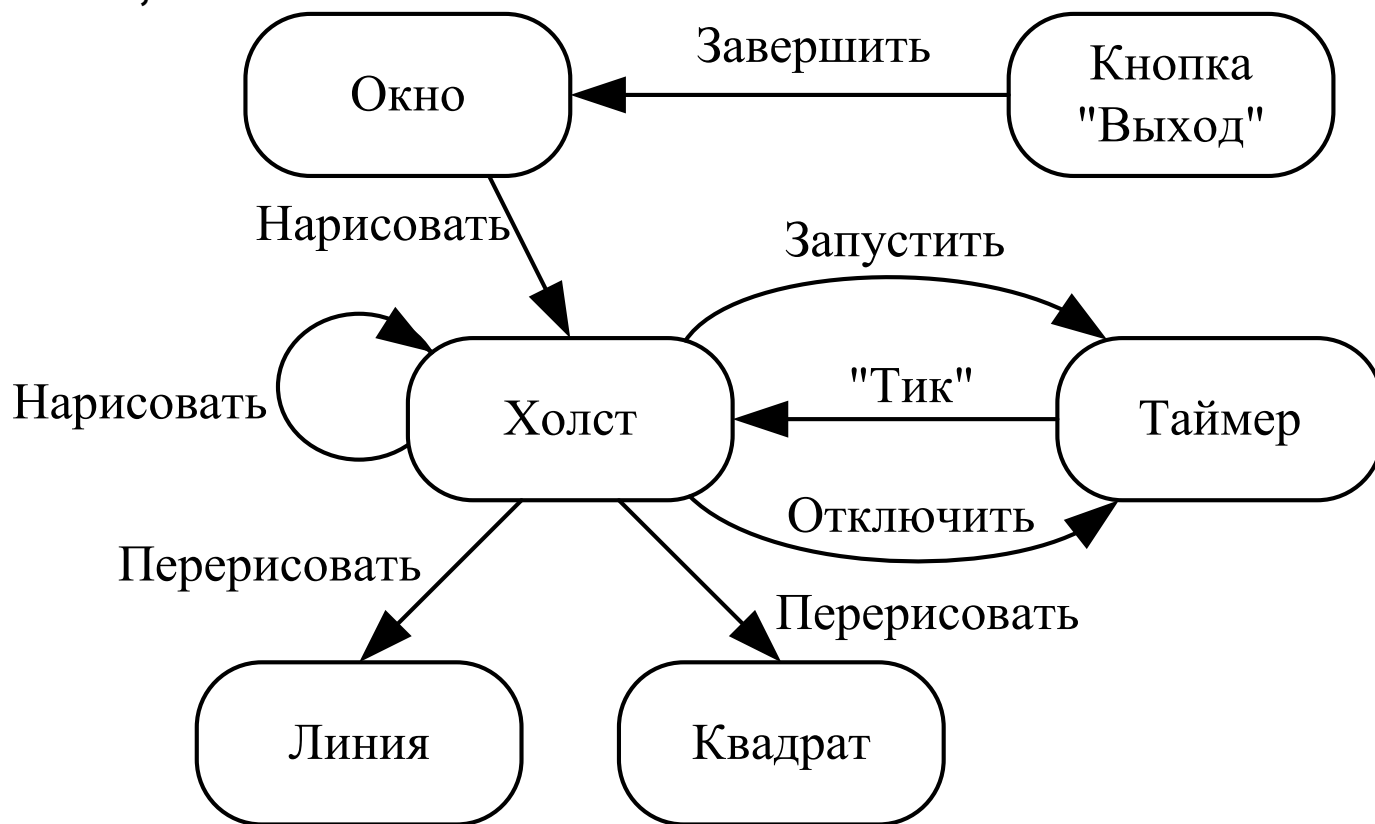 Завершить
Кнопка
"Выход"
Окно
Нарисовать
Запустить
"Тик"
Нарисовать
Холст
Таймер
Отключить
Перерисовать
Перерисовать
Линия
Квадрат